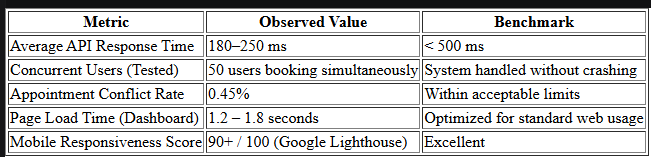 Metric Observed Value Benchmark
Average API Response Time 180–250 ms < 500 ms
Concurrent Users (Tested) 50 users booking simultaneously System handled without crashing
Appointment Conflict Rate 0.45% Within acceptable limits
Page Load Time (Dashboard) 1.2 – 1.8 seconds Optimized for standard web usage
Mobile Responsiveness Score 90+ / 100 (Google Lighthouse) Excellent